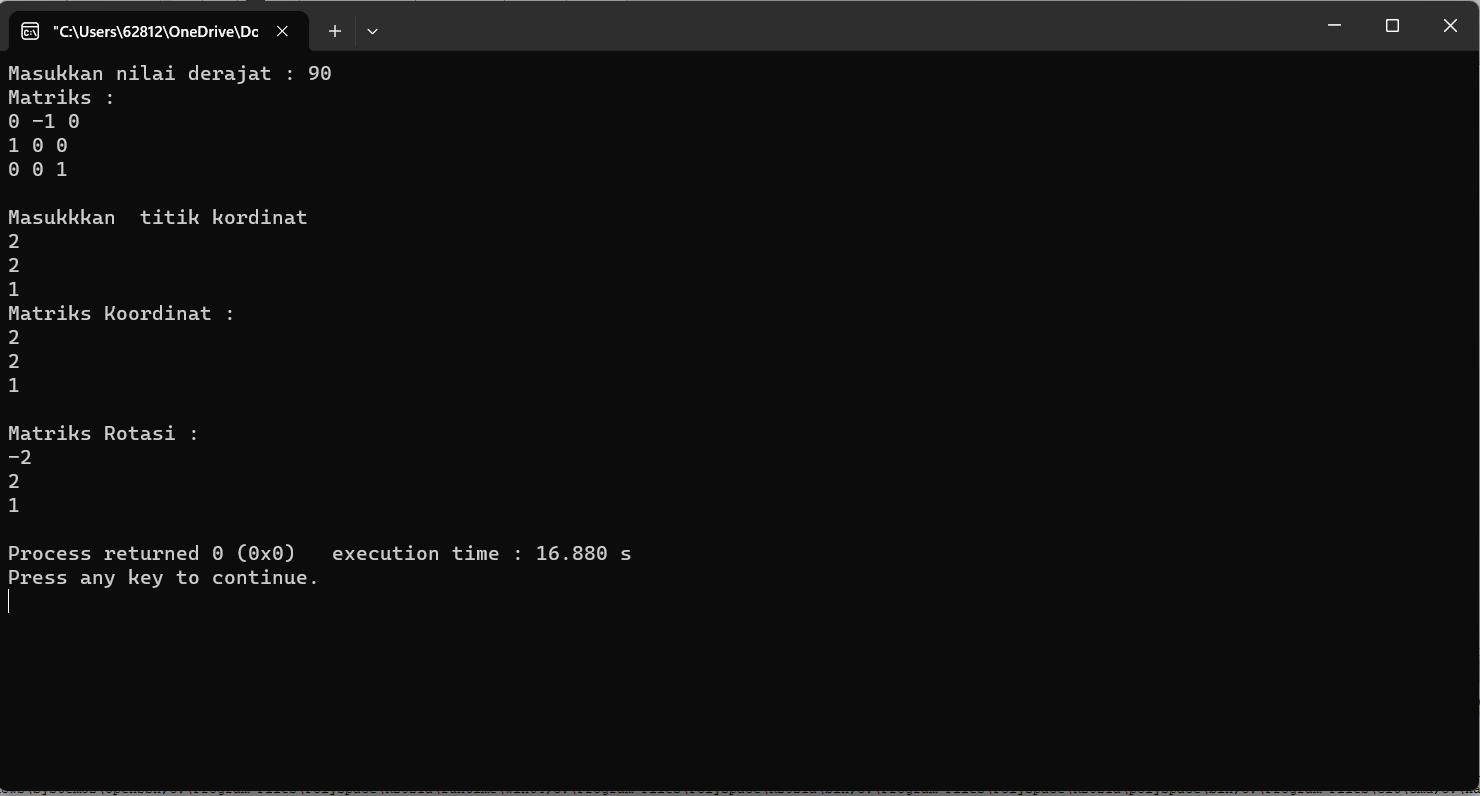 "C:\Users\62812\OneDrive\Do
Masukkan nilai derajat : 90
Matriks :
0 -1 0
1 0 0
0 0 1
Masukkkan  titik kordinat
2
2
1
Matriks Koordinat :
2
2
1
Matriks Rotasi :
-2
2
1
Process returned 0 (0x0)   execution time : 16.880 s
Press any key to continue.